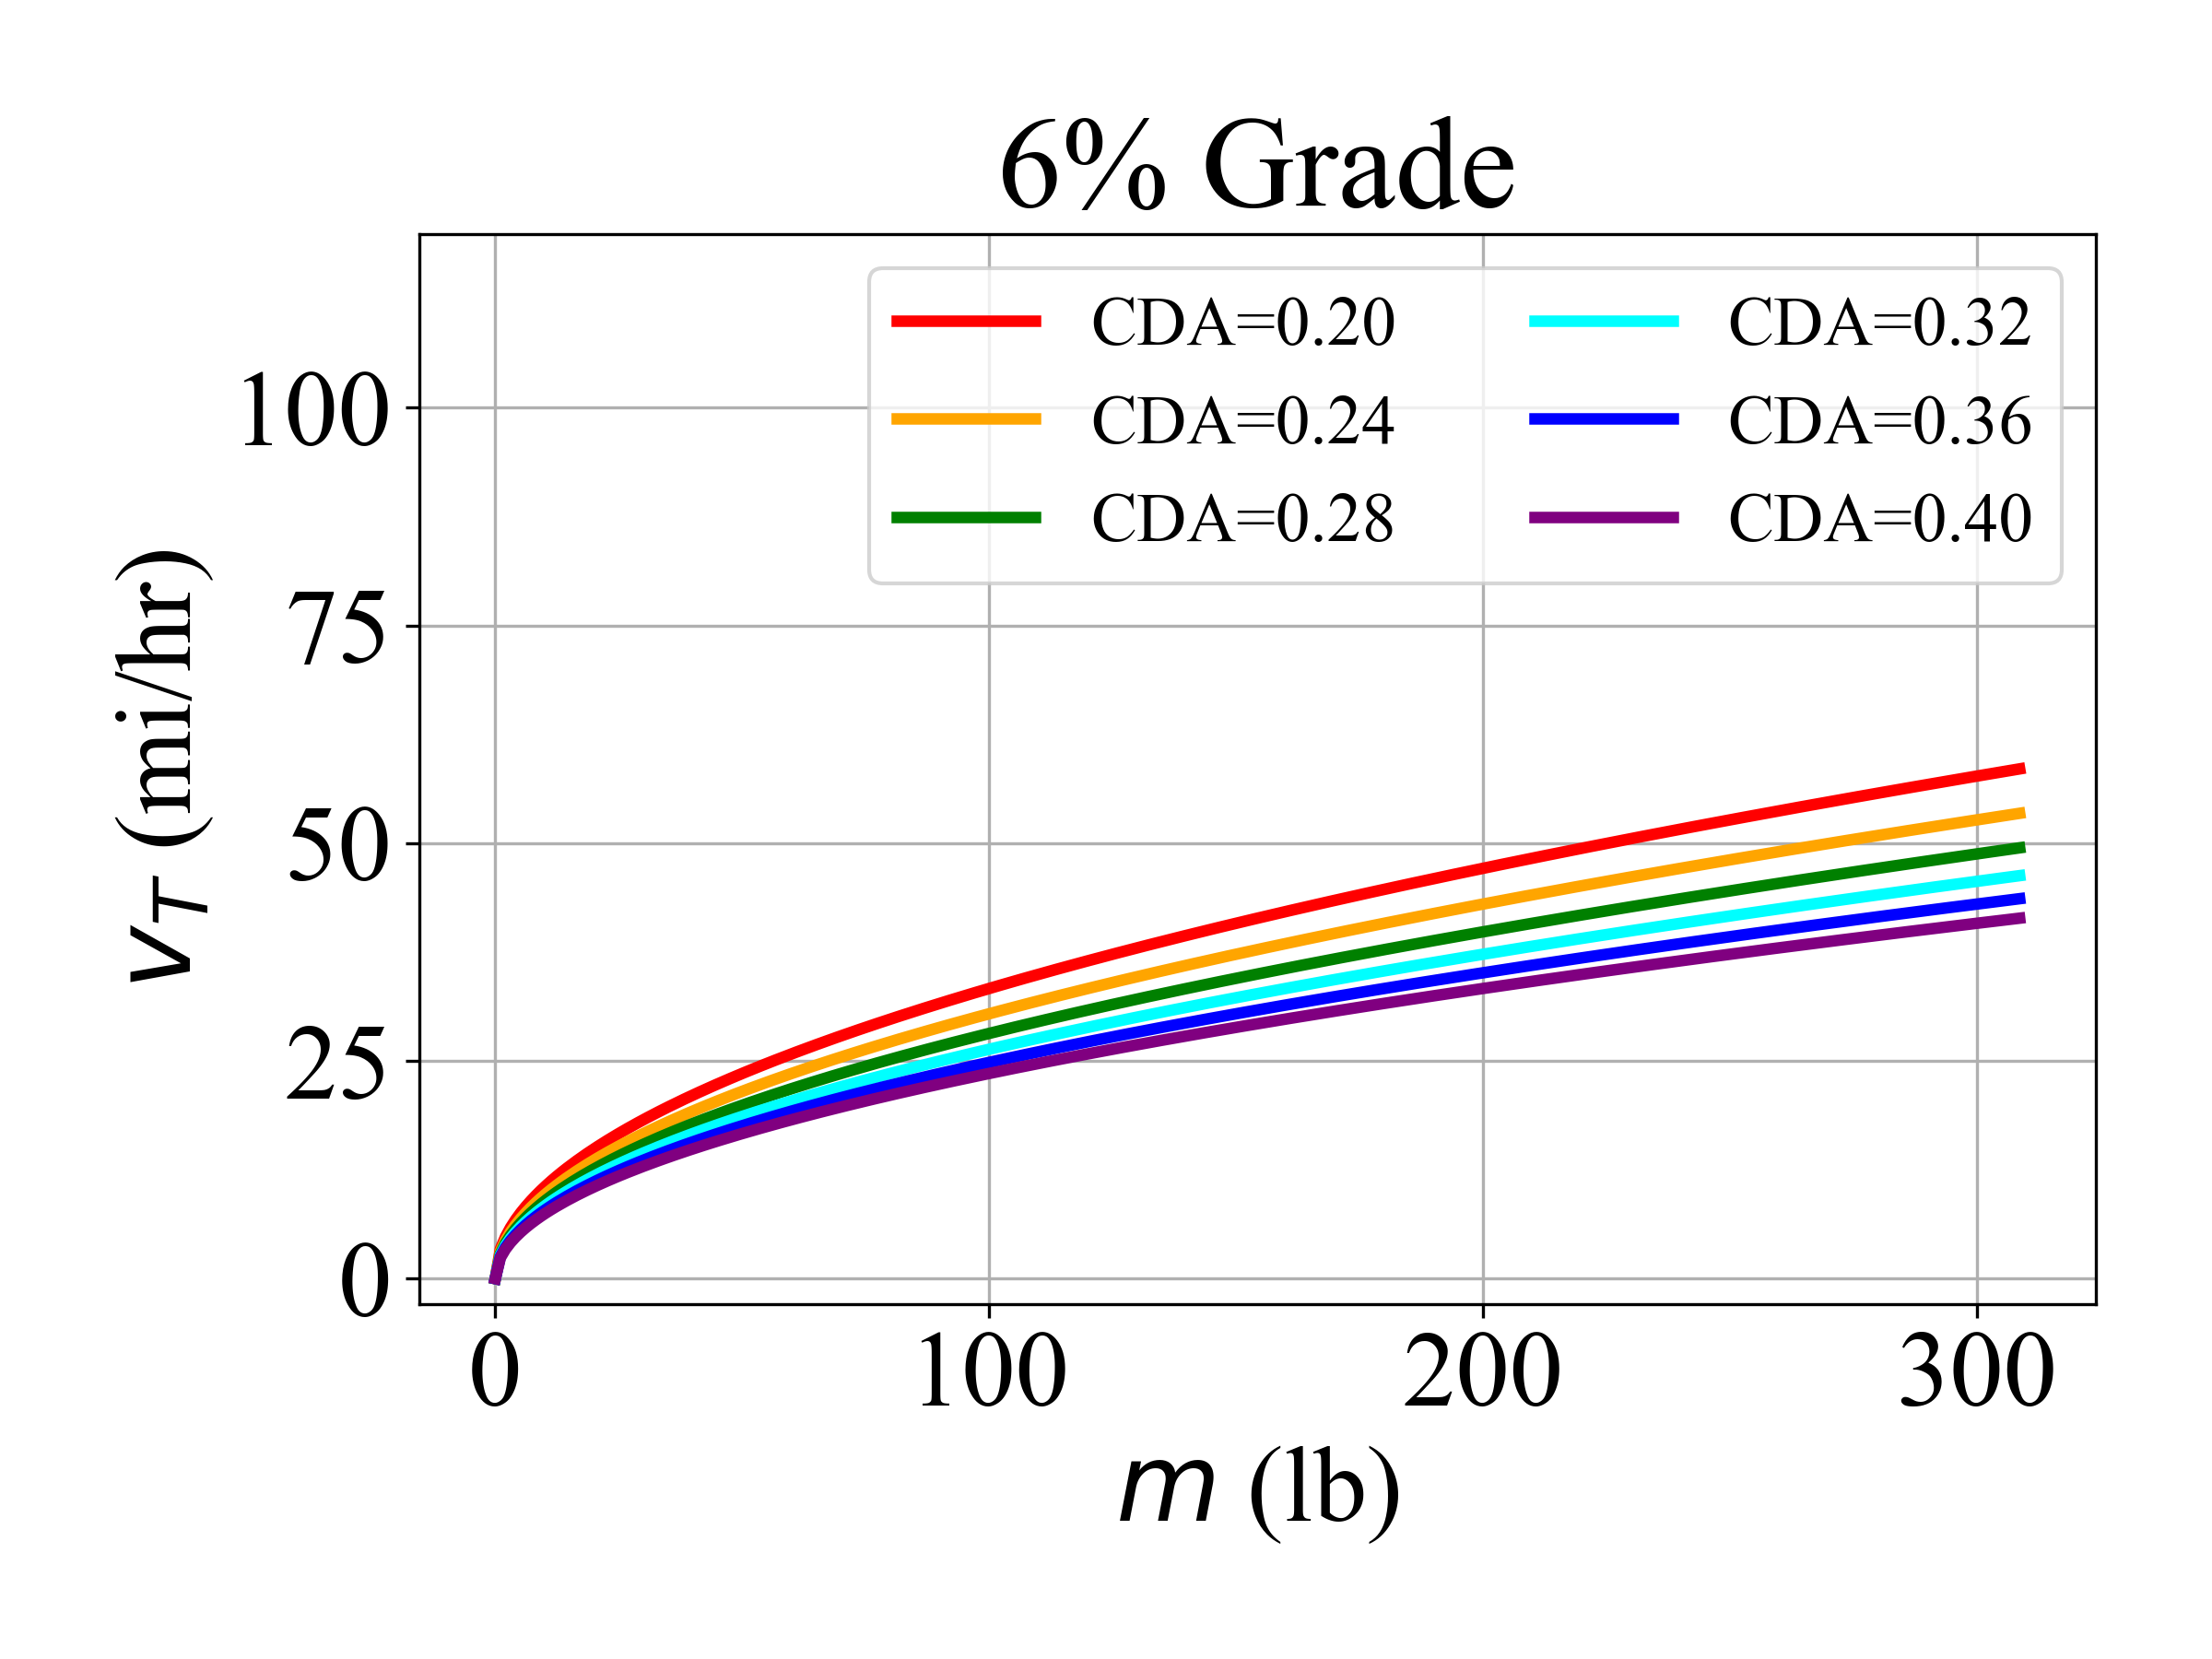 6% Grade
CDA=0.20
CDA=0.24
CDA=0.28
CDA=0.32
CDA=0.36
CDA=0.40
v_T (mi/hr)
100
75
50
25
0
0 100 200 300
m (lb)